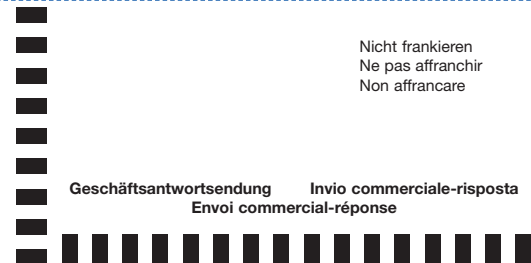 Nicht frankieren
Ne pas affranchir
Non affrancare
Geschäftsantwortsendung Invio commerciale-risposta
Envoi commercial-réponse